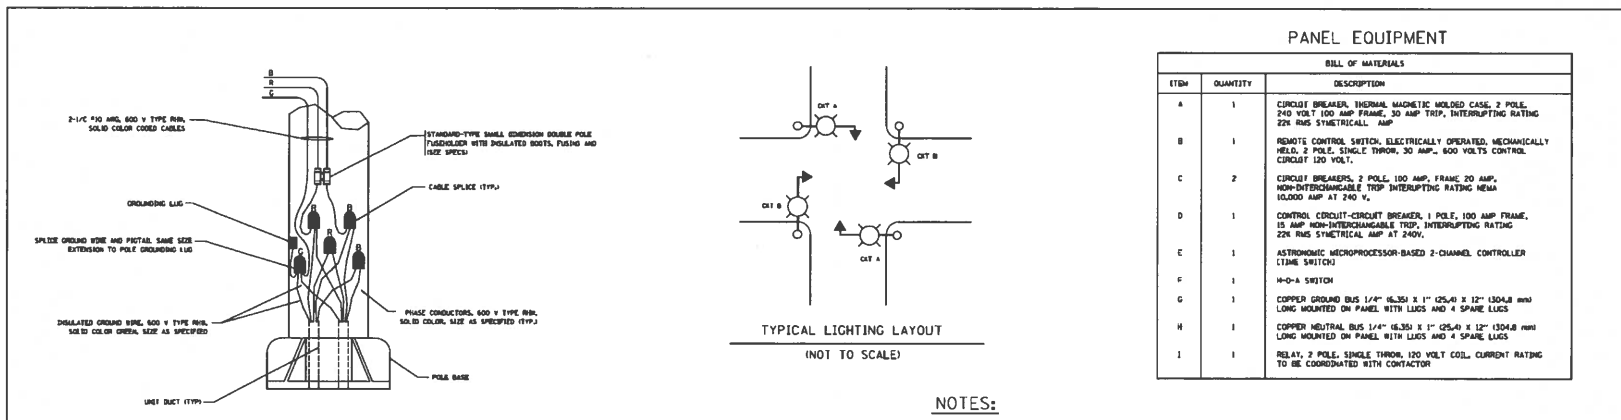 B
R
G
2-1/C #10 AWG, 600 V TYPE RHW,
SOLID COLOR CODED CABLES
STANDARD-TYPE SMALL DIMENSION DOUBLE POLE
FUSEHOLDER WITH INSULATED BOOTS, FUSING AND
(SEE SPECS)
CABLE SPLICE (TYP.)
GROUNDING LUG
R
B
R
B
G
SPLICE GROUND WIRE AND PIGTAIL SAME SIZE
EXTENSION TO POLE GROUNDING LUG
INSULATED GROUND WIRE, 600 V TYPE RHW,
SOLID COLOR GREEN, SIZE AS SPECIFIED
PHASE CONDUCTORS, 600 V TYPE RHW,
SOLID COLOR, SIZE AS SPECIFIED (TYP.)
POLE BASE
UNIT DUCT (TYP)
CKT A
CKT B
CKT B
CKT A
TYPICAL LIGHTING LAYOUT
(NOT TO SCALE)
NOTES:
PANEL EQUIPMENT
BILL OF MATERIALS
ITEM QUANTITY DESCRIPTION
A 1 CIRCUIT BREAKER, THERMAL MAGNETIC MOLDED CASE, 2 POLE,
240 VOLT 100 AMP FRAME, 30 AMP TRIP, INTERRUPTING RATING
22K RMS SYMETRICALL AMP
B 1 REMOTE CONTROL SWITCH, ELECTRICALLY OPERATED, MECHANICALLY
HELD, 2 POLE, SINGLE THROW, 30 AMP., 600 VOLTS CONTROL
CIRCUIT 120 VOLT.
C 2 CIRCUIT BREAKERS, 2 POLE, 100 AMP, FRAME 20 AMP,
NON-INTERCHANGABLE TRIP INTERUPTING RATING NEMA
10,000 AMP AT 240 V.
D 1 CONTROL CIRCUIT-CIRCUIT BREAKER, 1 POLE, 100 AMP FRAME,
15 AMP NON-INTERCHANGABLE TRIP, INTERRUPTING RATING
22K RMS SYMETRICAL AMP AT 240V.
E 1 ASTRONOMIC MICROPROCESSOR-BASED 2-CHANNEL CONTROLLER
(TIME SWITCH)
F 1 H-O-A SWITCH
G 1 COPPER GROUND BUS 1/4" (6.35) X 1" (25.4) X 12" (304.8 mm)
LONG MOUNTED ON PANEL WITH LUGS AND 4 SPARE LUGS
H 1 COPPER NEUTRAL BUS 1/4" (6.35) X 1" (25.4) X 12" (304.8 mm)
LONG MOUNTED ON PANEL WITH LUGS AND 4 SPARE LUGS
I 1 RELAY, 2 POLE, SINGLE THROW, 120 VOLT COIL, CURRENT RATING
TO BE COORDINATED WITH CONTACTOR